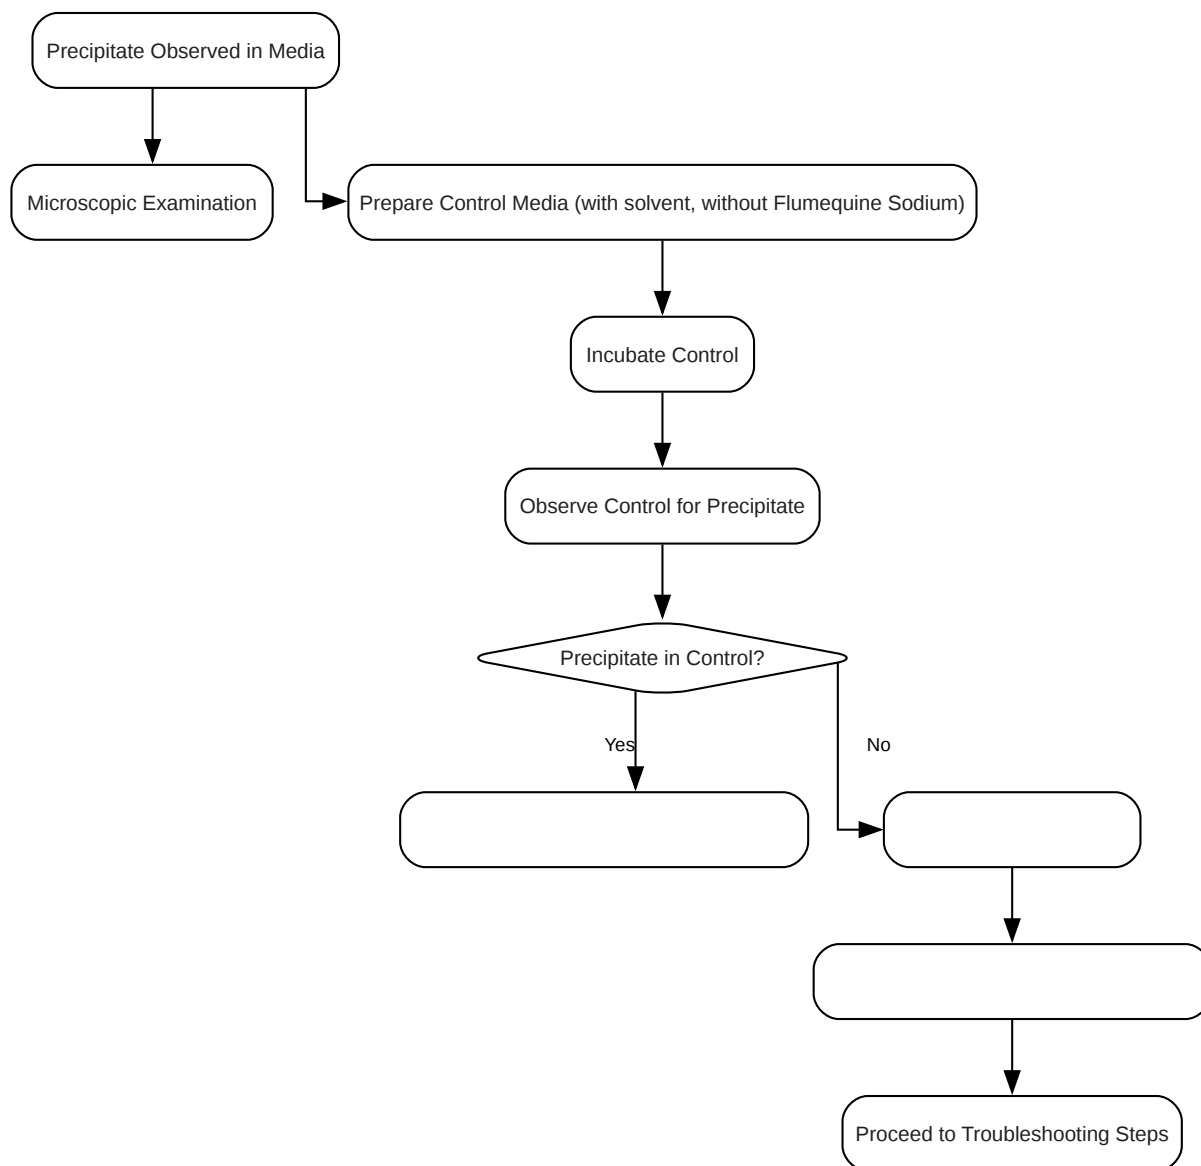 Precipitate Observed in Media
Microscopic Examination
Prepare Control Media (with solvent, without Flumequine Sodium)
Incubate Control
Observe Control for Precipitate
Precipitate in Control?
Yes
No
Proceed to Troubleshooting Steps